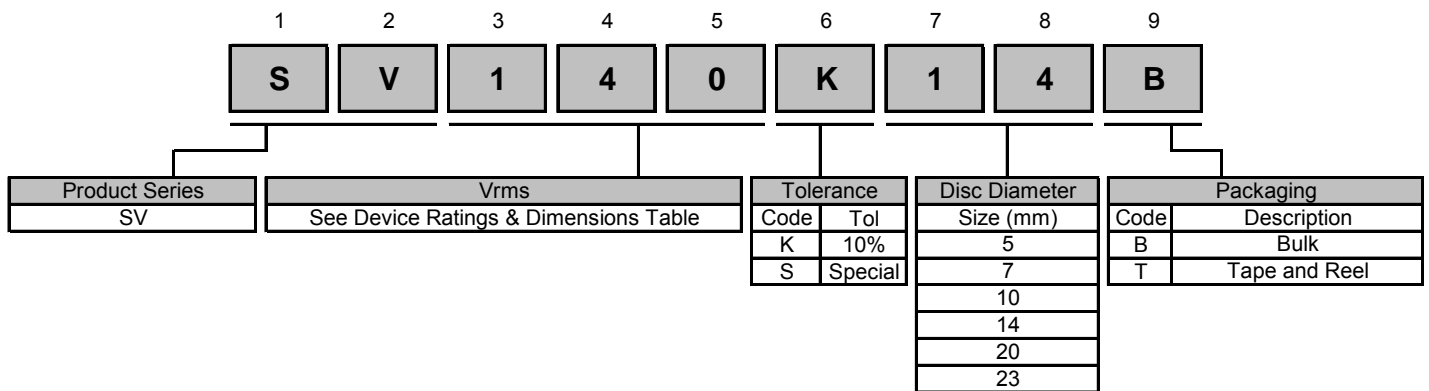 1 2 3 4 5 6 7 8 9
S V 1 4 0 K 1 4 B
Product Series Vrms Tolerance Disc Diameter Packaging
SV See Device Ratings & Dimensions Table Code Tol Size (mm) Code Description
K 10% 5 B Bulk
S Special 7 T Tape and Reel
10
14
20
23